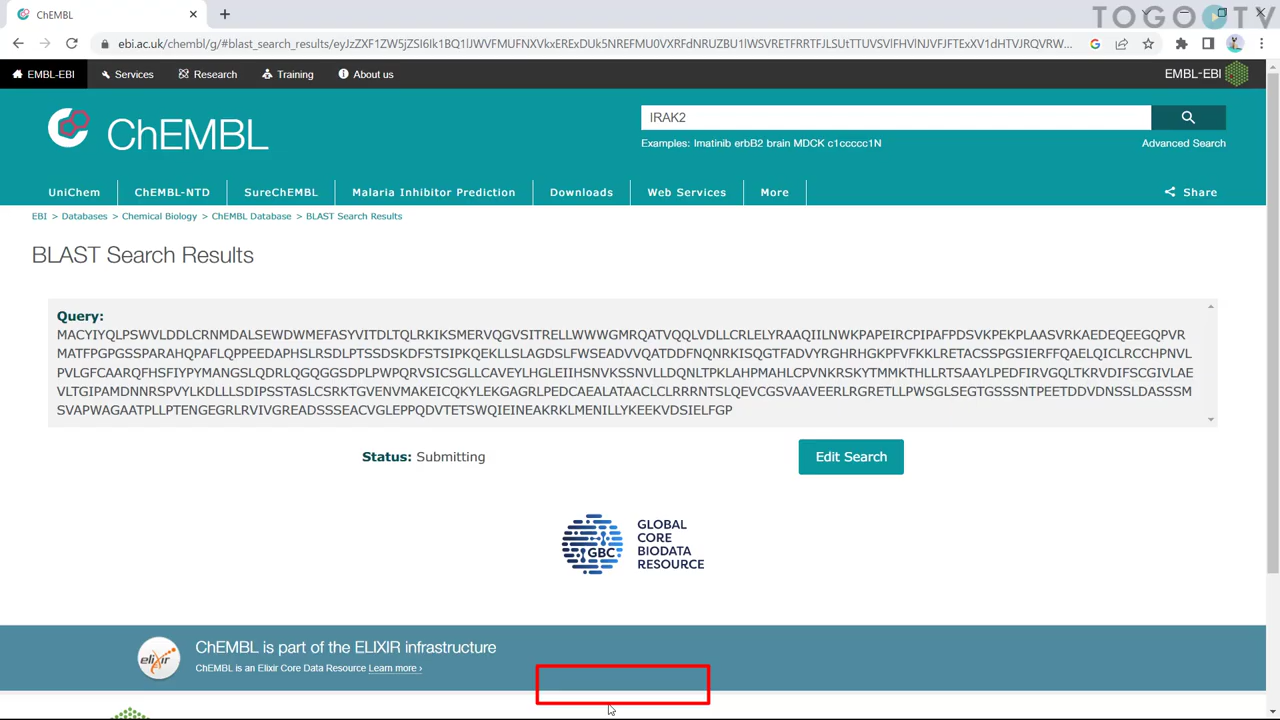 ChEMBL
TOGO TV
ebi.ac.uk/chembl/g/#blast_search_results/eyJzZXF1ZW5jZSI6Ik1BQ1lJWVFMFNXVkxERExDUk5NREFMU0VXRFdNRUZBU1lWSVRETFRRTFJLSUtTTUVSVlFHVlNJVFJFTExXV1dHTVJRQVRW...
EMBL-EBI
Services
Research
Training
About us
EMBL-EBI
ChEMBL
IRAK2
Examples: Imatinib erbB2 brain MDCK c1ccccc1N
Advanced Search
UniChem
ChEMBL-NTD
SureChEMBL
Malaria Inhibitor Prediction
Downloads
Web Services
More
Share
EBI > Databases > Chemical Biology > ChEMBL Database > BLAST Search Results
BLAST Search Results
Query:
MACYIYQLPSWVLDDLCRNMDALSEWDWMEFASYVITDLTQLRKIKSMERVQGVSITRELLWWWGMRQATVQQLVDLLCRLELYRAAQIILNWKPAPEIRCPIPAFPDSVKPEKPLAASVRKAEDEQEEGQPVR
MATFPGPGSSPARAHQPAFLQPPEEDAPHSLRSDLPTSSDSKDFSTSIPKQEKLLSLAGDSLFWSEADVVQATDDFNQNRKISQGTFADVYRGHRHGKPFVFKKLRETACSSPGSIERFFQAELQICLRCCHPNVL
PVLGFCAARQFHSFIYPYMANGSLQDRLQGQGGSDPLPWPQRVSICSGLLCAVEYLHGLEIIHSNVKSSNVLLDQNLTPKLAHPMAHLCPVNKRSKYTMMKTHLLRTSAAYLPEDFIRVGQLTKRVDIFSCGIVLAE
VLTGIPAMDNNRSPVYLKDLLLSDIPSSTASLCSRKTGVENVMAKEICQKYLEKGAGRLPEDCAEALATAACLCLRRRNTSLQEVCGSVAAVEERLRGRETLLPWSGLSEGTGSSSNTPEETDDVDNSSLDASSSM
SVAPWAGAATPLLPTENGEGRLRVIVGREADSSSEACVGLEPPQDVTETSWQIEINEAKRKLMENILLYKEEKVDSIELFGP
Status: Submitting
Edit Search
GBC
GLOBAL
CORE
BIODATA
RESOURCE
elixir
ChEMBL is part of the ELIXIR infrastructure
ChEMBL is an Elixir Core Data Resource Learn more ›